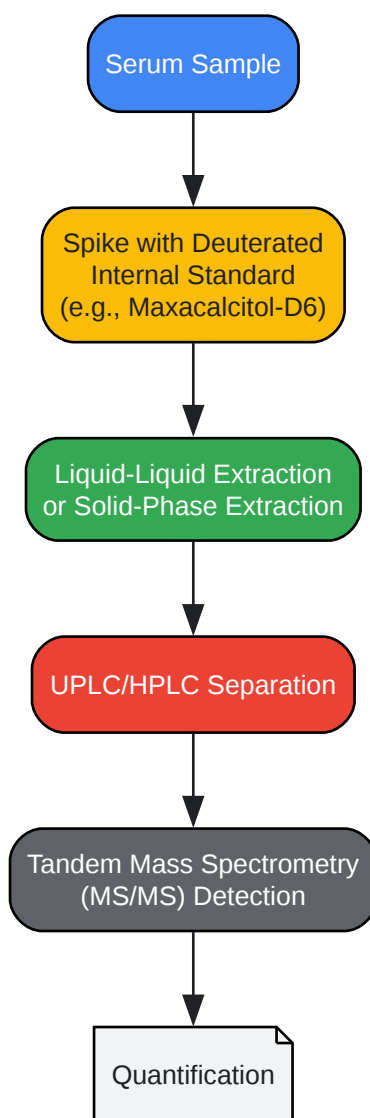 Serum Sample
Spike with Deuterated
Internal Standard
(e.g., Maxacalcitol-D6)
Liquid-Liquid Extraction
or Solid-Phase Extraction
UPLC/HPLC Separation
Tandem Mass Spectrometry
(MS/MS) Detection
Quantification